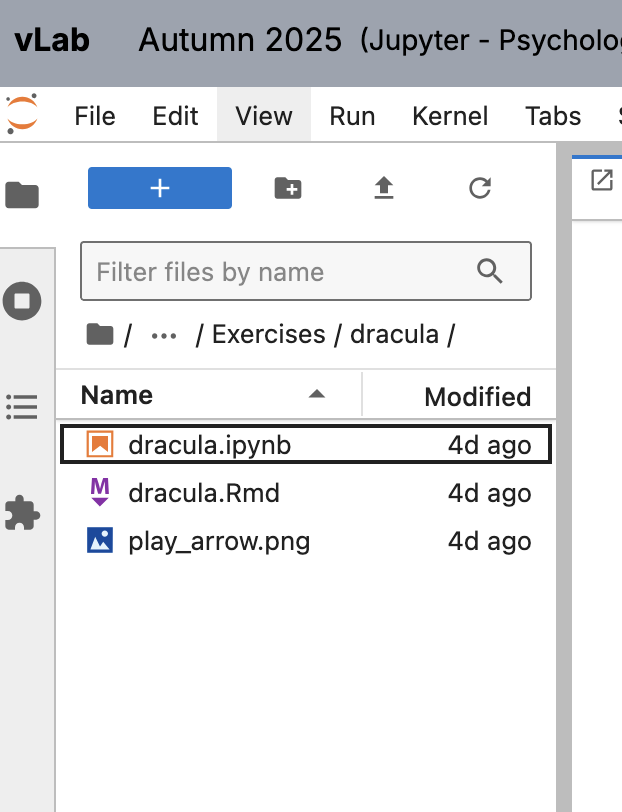 vLab Autumn 2025 (Jupyter - Psycholog
File Edit View Run Kernel Tabs
Filter files by name
/ ... / Exercises / dracula /
Name Modified
dracula.ipynb 4d ago
dracula.Rmd 4d ago
play_arrow.png 4d ago